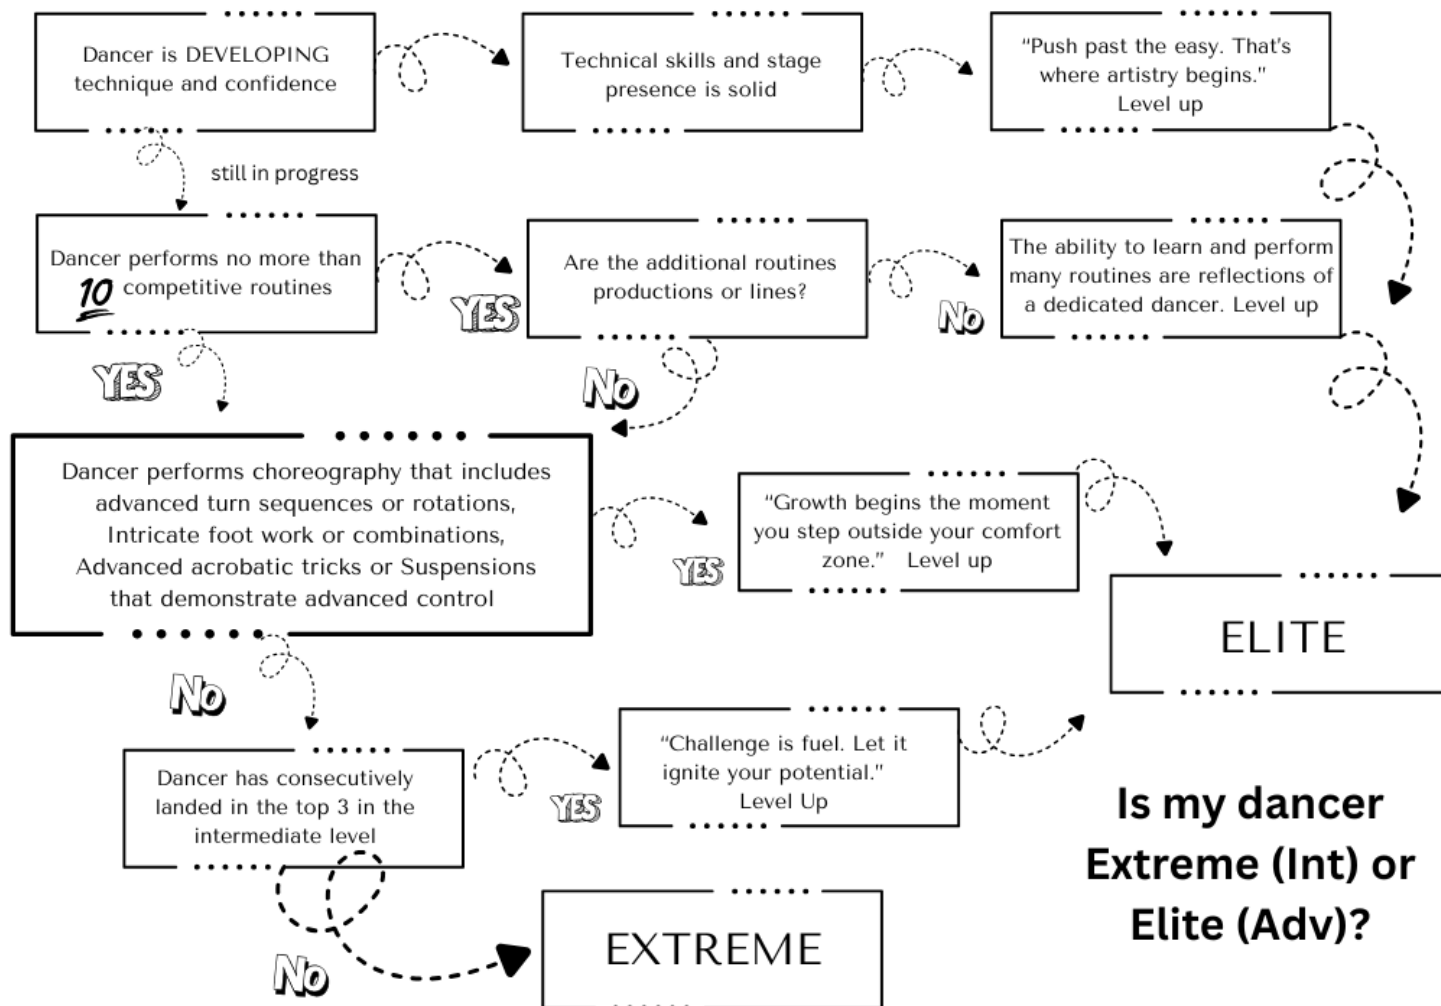 Dancer is DEVELOPING
technique and confidence
Technical skills and stage
presence is solid
“Push past the easy. That's
where artistry begins.”
Level up
still in progress
Dancer performs no more than
10 competitive routines
YES
Are the additional routines
productions or lines?
NO
The ability to learn and perform
many routines are reflections of
a dedicated dancer. Level up
YES
NO
Dancer performs choreography that includes
advanced turn sequences or rotations,
Intricate foot work or combinations,
Advanced acrobatic tricks or Suspensions
that demonstrate advanced control
YES
“Growth begins the moment
you step outside your comfort
zone.” Level up
ELITE
NO
Dancer has consecutively
landed in the top 3 in the
intermediate level
YES
“Challenge is fuel. Let it
ignite your potential.”
Level Up
NO
EXTREME
Is my dancer
Extreme (Int) or
Elite (Adv)?